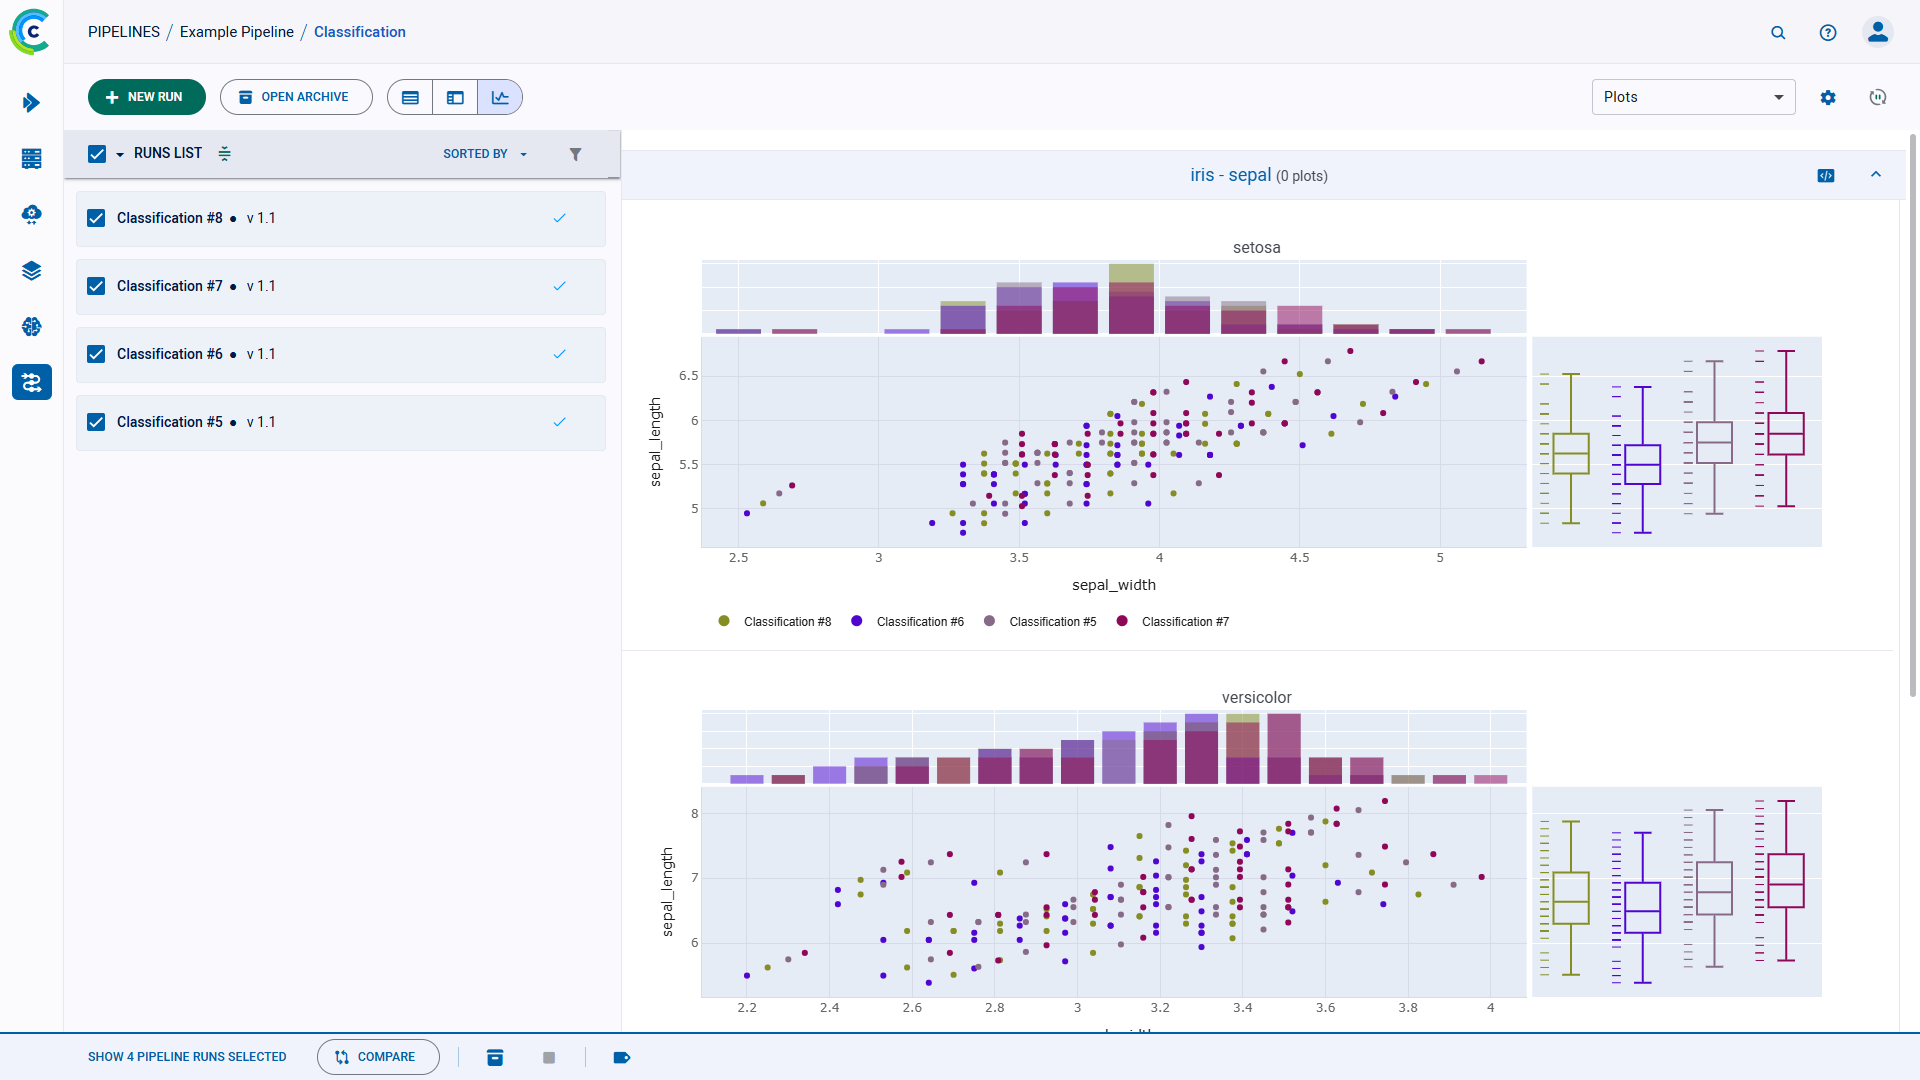 PIPELINES / Example Pipeline / Classification
NEW RUN
OPEN ARCHIVE
Plots
RUNS LIST
SORTED BY
Classification #8 ● v 1.1
Classification #7 ● v 1.1
Classification #6 ● v 1.1
Classification #5 ● v 1.1
iris - sepal (0 plots)
setosa
sepal_length
6.5
6
5.5
5
2.5 3 3.5 4 4.5 5
sepal_width
Classification #8 Classification #6 Classification #5 Classification #7
versicolor
sepal_length
8
7
6
2.2 2.4 2.6 2.8 3 3.2 3.4 3.6 3.8 4
SHOW 4 PIPELINE RUNS SELECTED
COMPARE